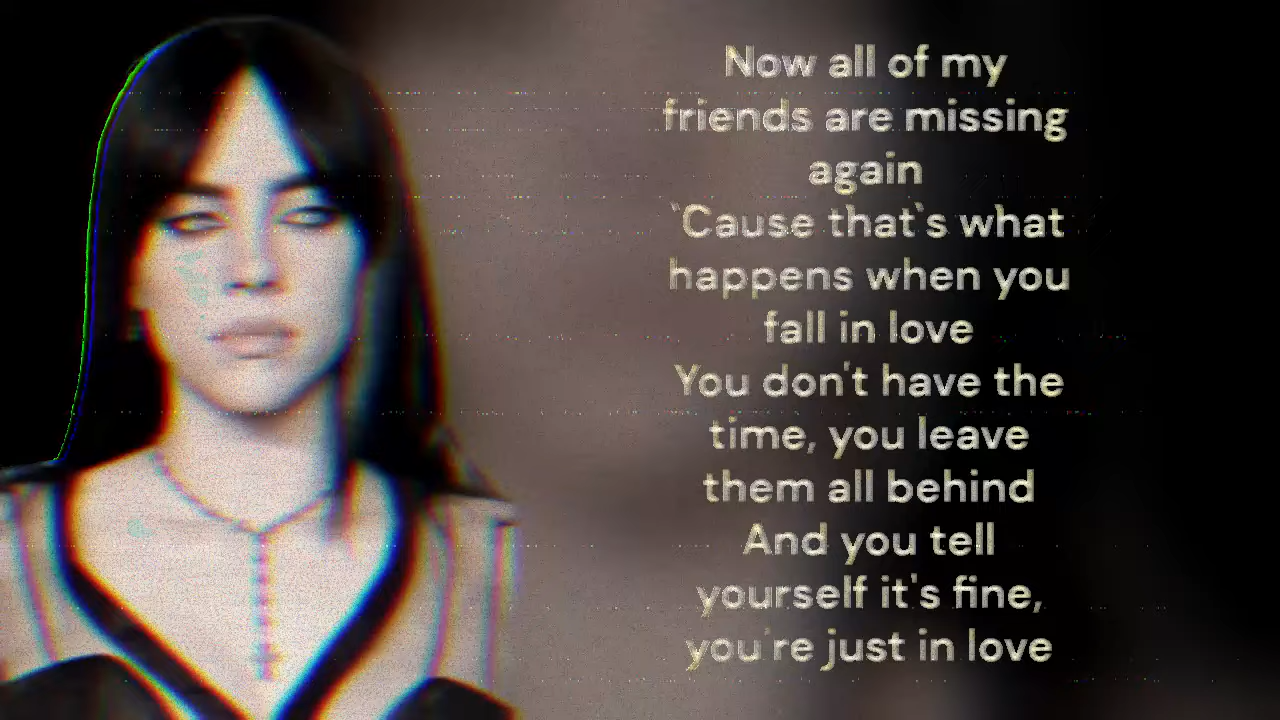 Now all of my
friends are missing
again
`Cause that`s what
happens when you
fall in love
You don't have the
time, you leave
them all behind
And you tell
yourself it's fine,
you're just in love